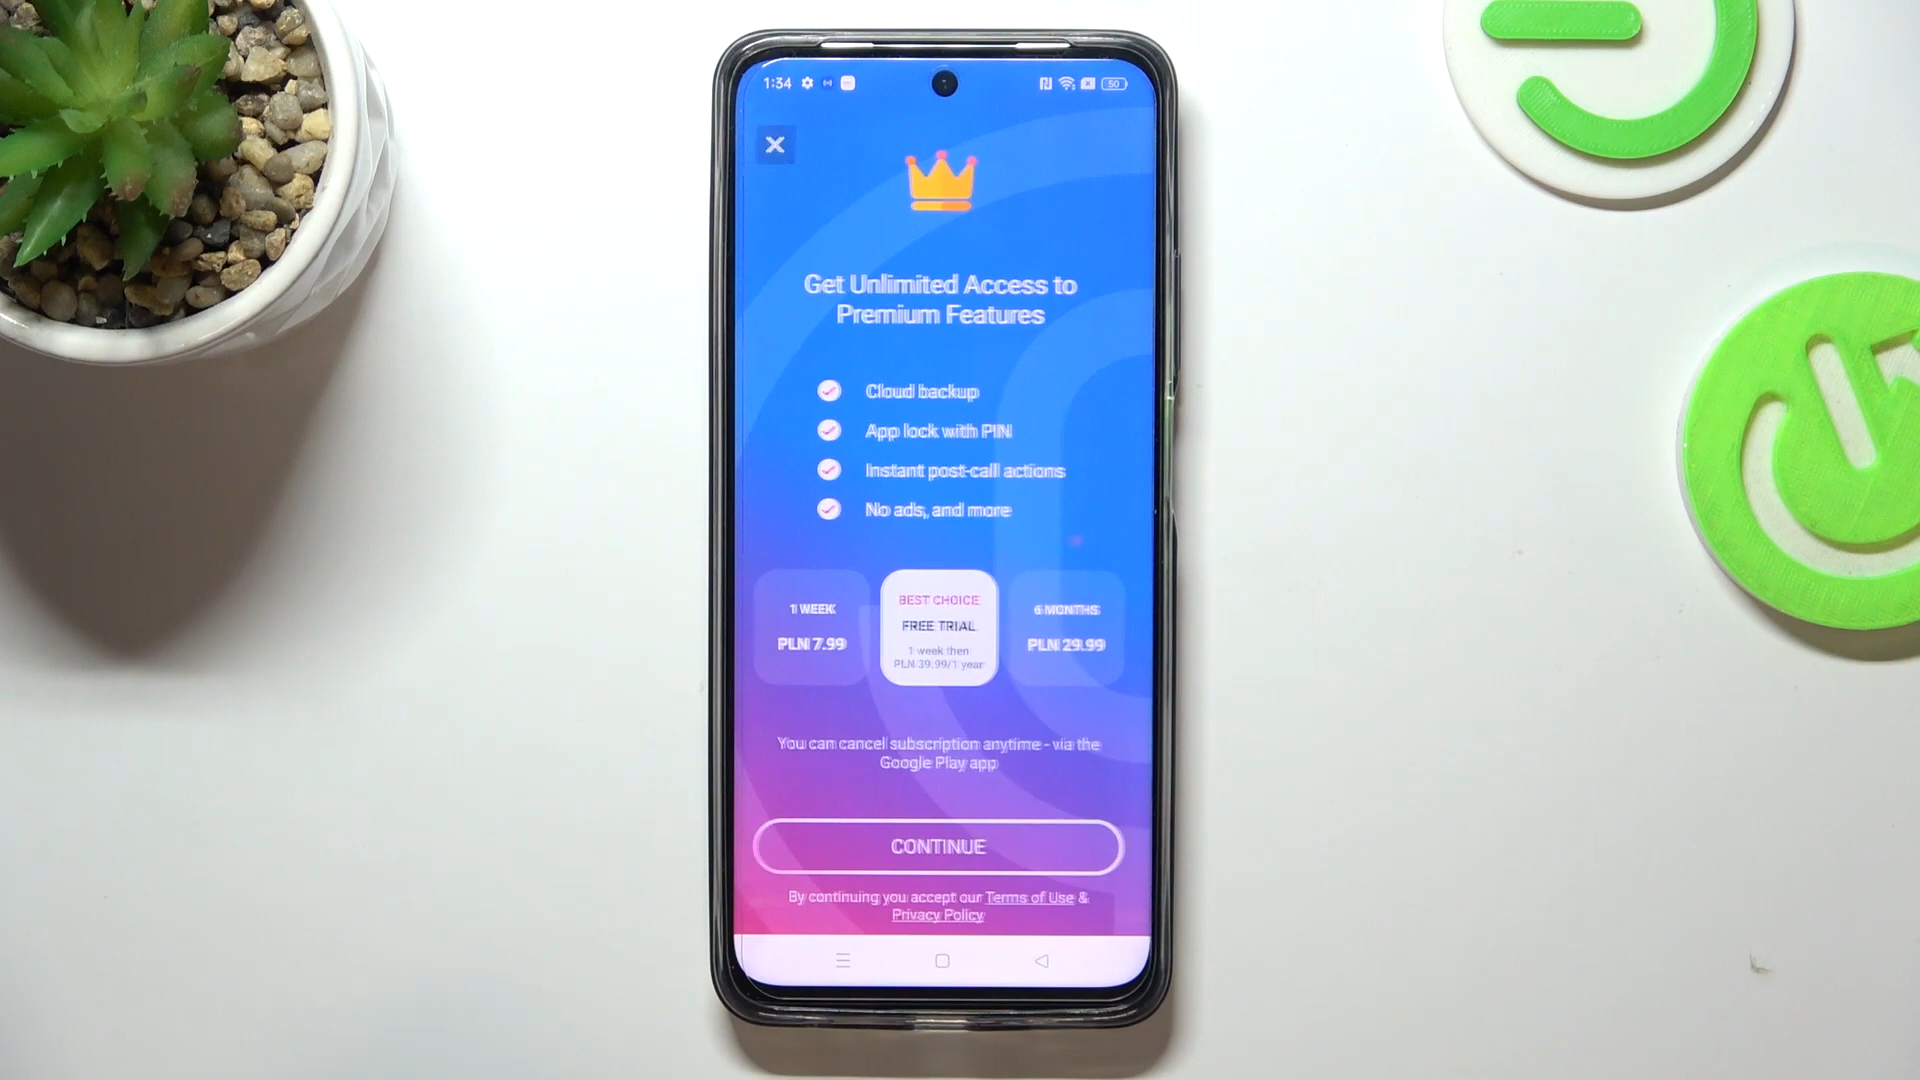 1:34
50
Get Unlimited Access to
Premium Features
Cloud backup
App lock with PIN
Instant post-call actions
No ads, and more
1 WEEK
PLN 7.99
BEST CHOICE
FREE TRIAL
1 week then
PLN 39.99/1 year
6 MONTHS
PLN 29.99
You can cancel subscription anytime - via the
Google Play app
CONTINUE
By continuing you accept our Terms of Use &
Privacy Policy